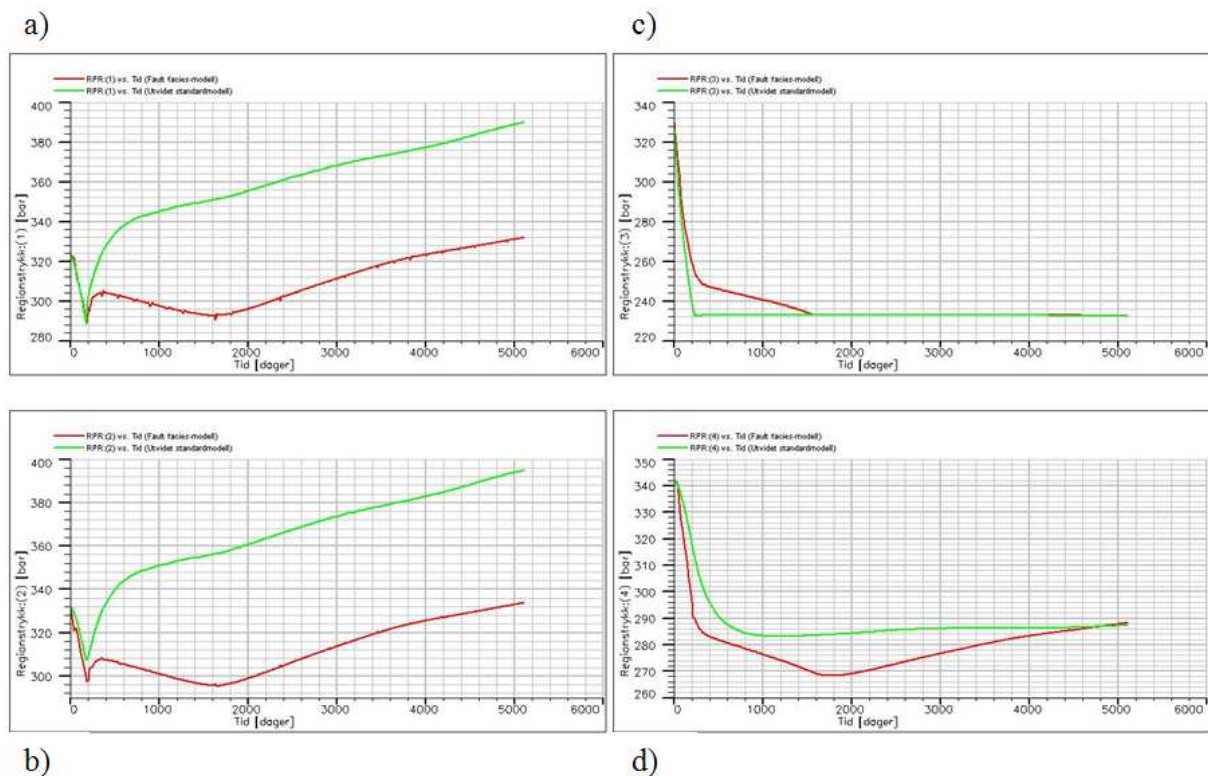 a)
RPR:(1) vs. Tid (Fault facies-modell)
RPR:(1) vs. Tid (Utvidet standardmodell)
400
380
360
340
320
300
280
Regionstrykk:(1) [bar]
0 1000 2000 3000 4000 5000 6000
Tid [dager]
c)
RPR:(3) vs. Tid (Fault facies-modell)
RPR:(3) vs. Tid (Utvidet standardmodell)
340
320
300
280
260
240
220
Regionstrykk:(3) [bar]
0 1000 2000 3000 4000 5000 6000
Tid [dager]
RPR:(2) vs. Tid (Fault facies-modell)
RPR:(2) vs. Tid (Utvidet standardmodell)
400
380
360
340
320
300
Regionstrykk:(2) [bar]
0 1000 2000 3000 4000 5000 6000
Tid [dager]
b)
RPR:(4) vs. Tid (Fault facies-modell)
RPR:(4) vs. Tid (Utvidet standardmodell)
350
340
330
320
310
300
290
280
270
260
Regionstrykk:(4) [bar]
0 1000 2000 3000 4000 5000 6000
Tid [dager]
d)